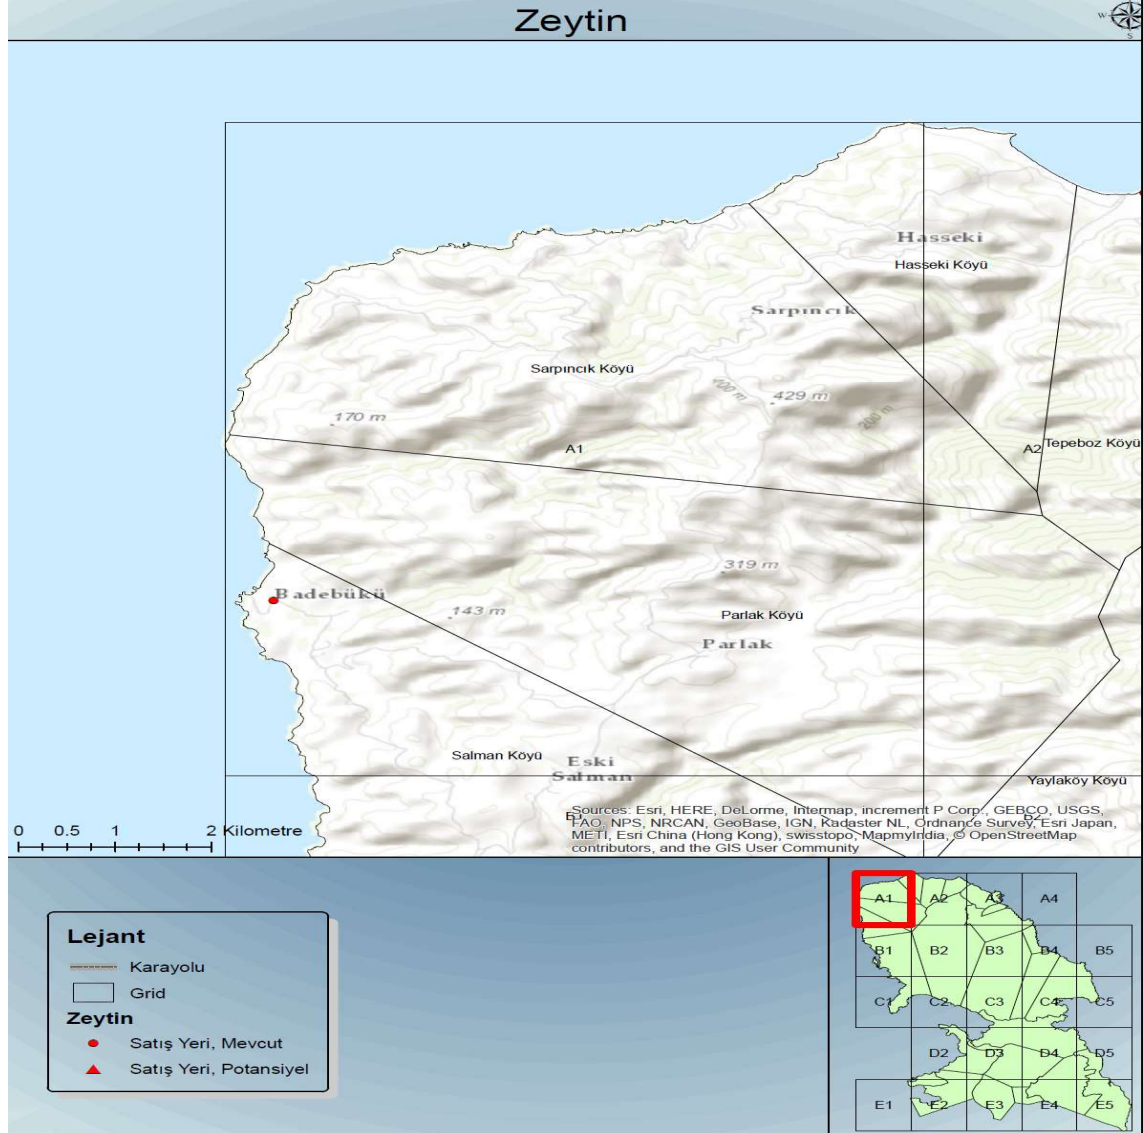 Zeytin
W
S
Hasseki
Hasseki Köyü
Sarpıncık
Sarpıncık Köyü
400 m
429 m
200 m
170 m
A1
A2
Tepeboz Köyü
319 m
Badebükü
143 m
Parlak Köyü
Parlak
Salman Köyü
Eski
Salman
Yaylaköy Köyü
B1
B2
Sources: Esri, HERE, DeLorme, Intermap, increment P Corp., GEBCO, USGS,
FAO, NPS, NRCAN, GeoBase, IGN, Kadaster NL, Ordnance Survey, Esri Japan,
METI, Esri China (Hong Kong), swisstopo, MapmyIndia, © OpenStreetMap
contributors, and the GIS User Community
0 0.5 1 2 Kilometre
Lejant
Karayolu
Grid
Zeytin
Satış Yeri, Mevcut
Satış Yeri, Potansiyel
A1 A2 A3 A4
B1 B2 B3 B4 B5
C1 C2 C3 C4 C5
D2 D3 D4 D5
E1 E2 E3 E4 E5